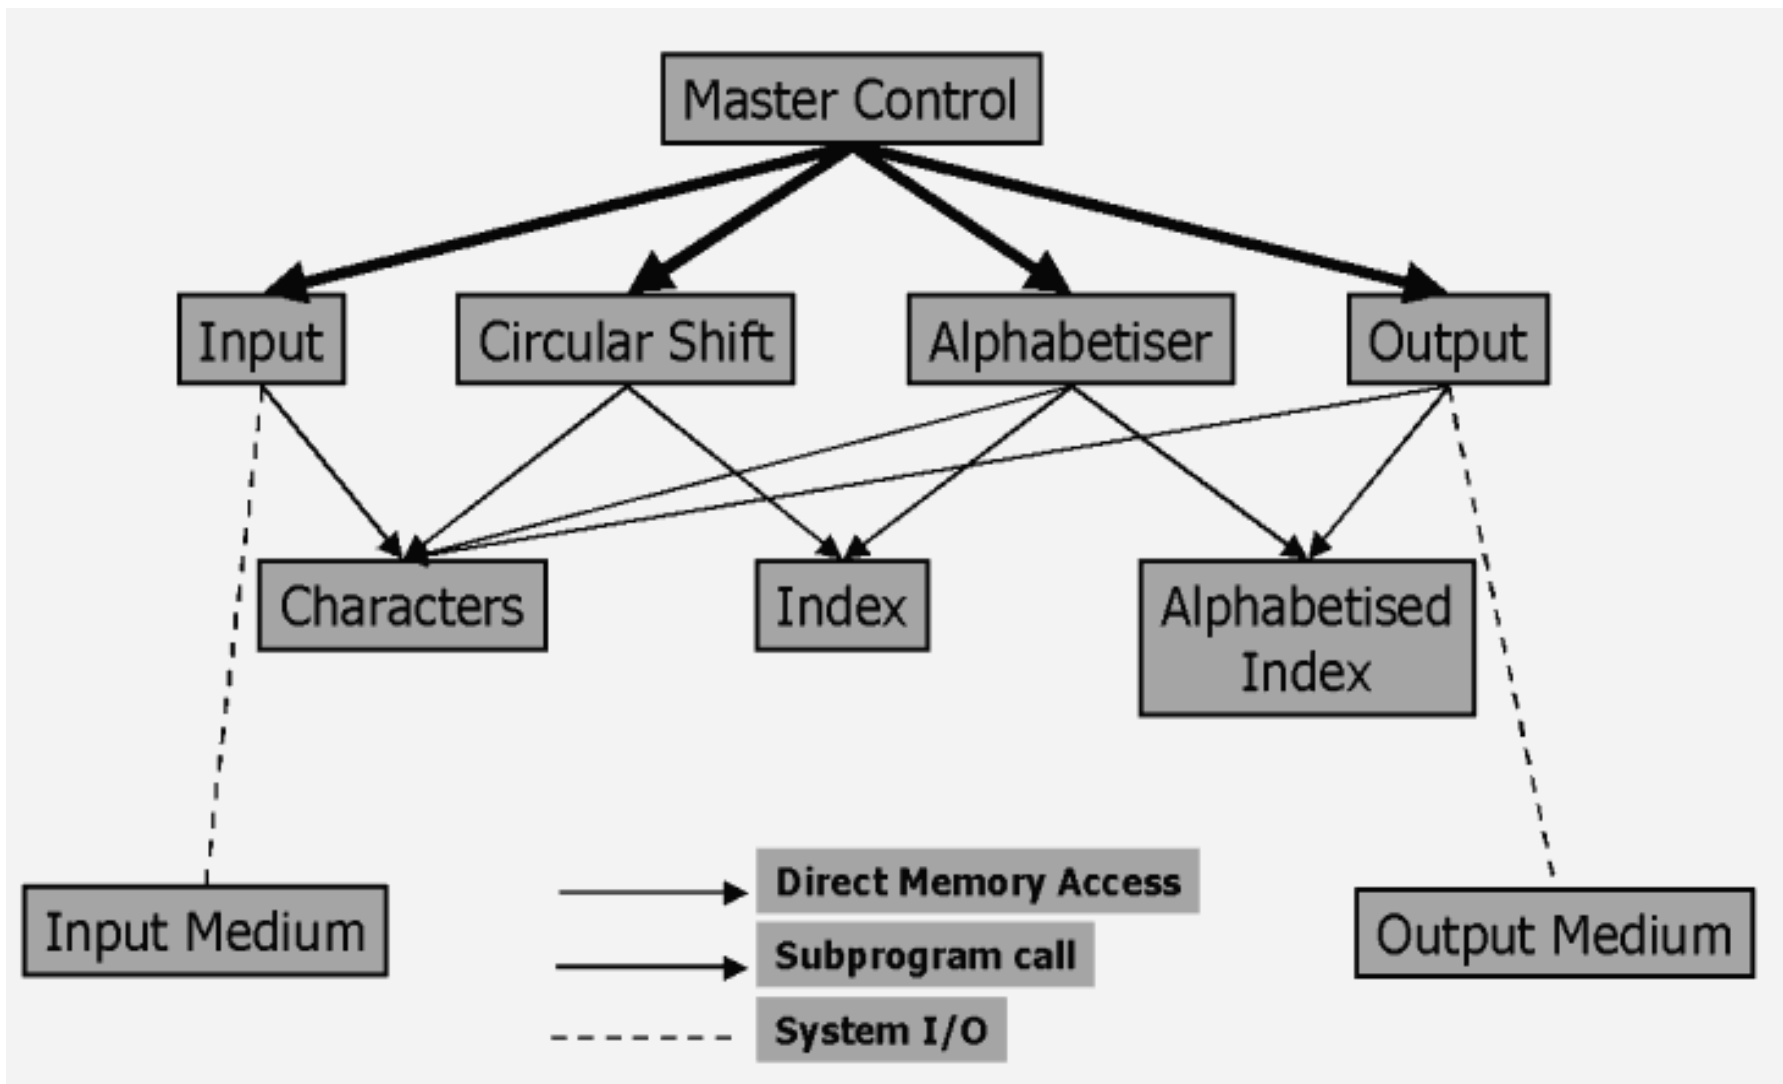 Master Control
Input
Circular Shift
Alphabetiser
Output
Characters
Index
Alphabetised
Index
Input Medium
Output Medium
Direct Memory Access
Subprogram call
System I/O